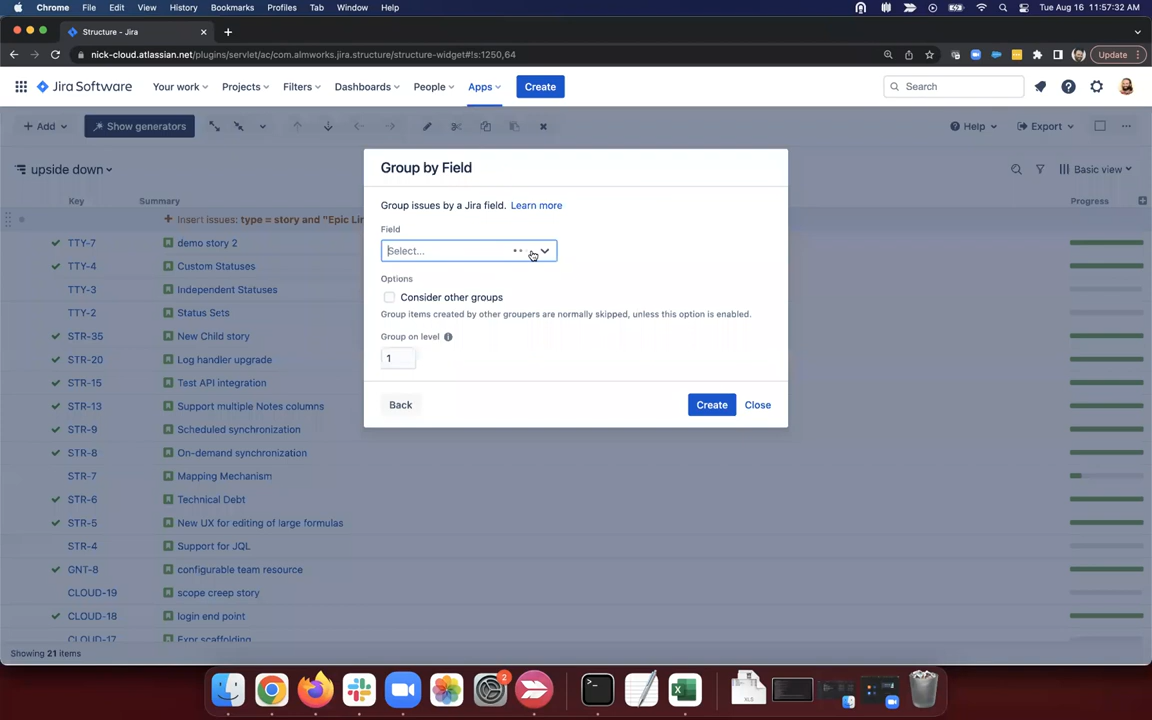 Chrome File Edit View History Bookmarks Profiles Tab Window Help Tue Aug 16 11:57:32 AM
Structure - Jira
nick-cloud.atlassian.net/plugins/servlet/ac/com.almworks.jira.structure/structure-widget#!s:1250,64 Update
Jira Software Your work Projects Filters Dashboards People Apps Create Search
Add Show generators Help Export
upside down Basic view
Key Summary Progress
Insert issues: type = story and "Epic Lin
TTY-7 demo story 2
TTY-4 Custom Statuses
TTY-3 Independent Statuses
TTY-2 Status Sets
STR-35 New Child story
STR-20 Log handler upgrade
STR-15 Test API integration
STR-13 Support multiple Notes columns
STR-9 Scheduled synchronization
STR-8 On-demand synchronization
STR-7 Mapping Mechanism
STR-6 Technical Debt
STR-5 New UX for editing of large formulas
STR-4 Support for JQL
GNT-8 configurable team resource
CLOUD-19 scope creep story
CLOUD-18 login end point
CLOUD-17 Expr scaffolding
Showing 21 items
Group by Field
Group issues by a Jira field. Learn more
Field
Select...
Options
Consider other groups
Group items created by other groupers are normally skipped, unless this option is enabled.
Group on level
1
Back Create Close
2
XLS